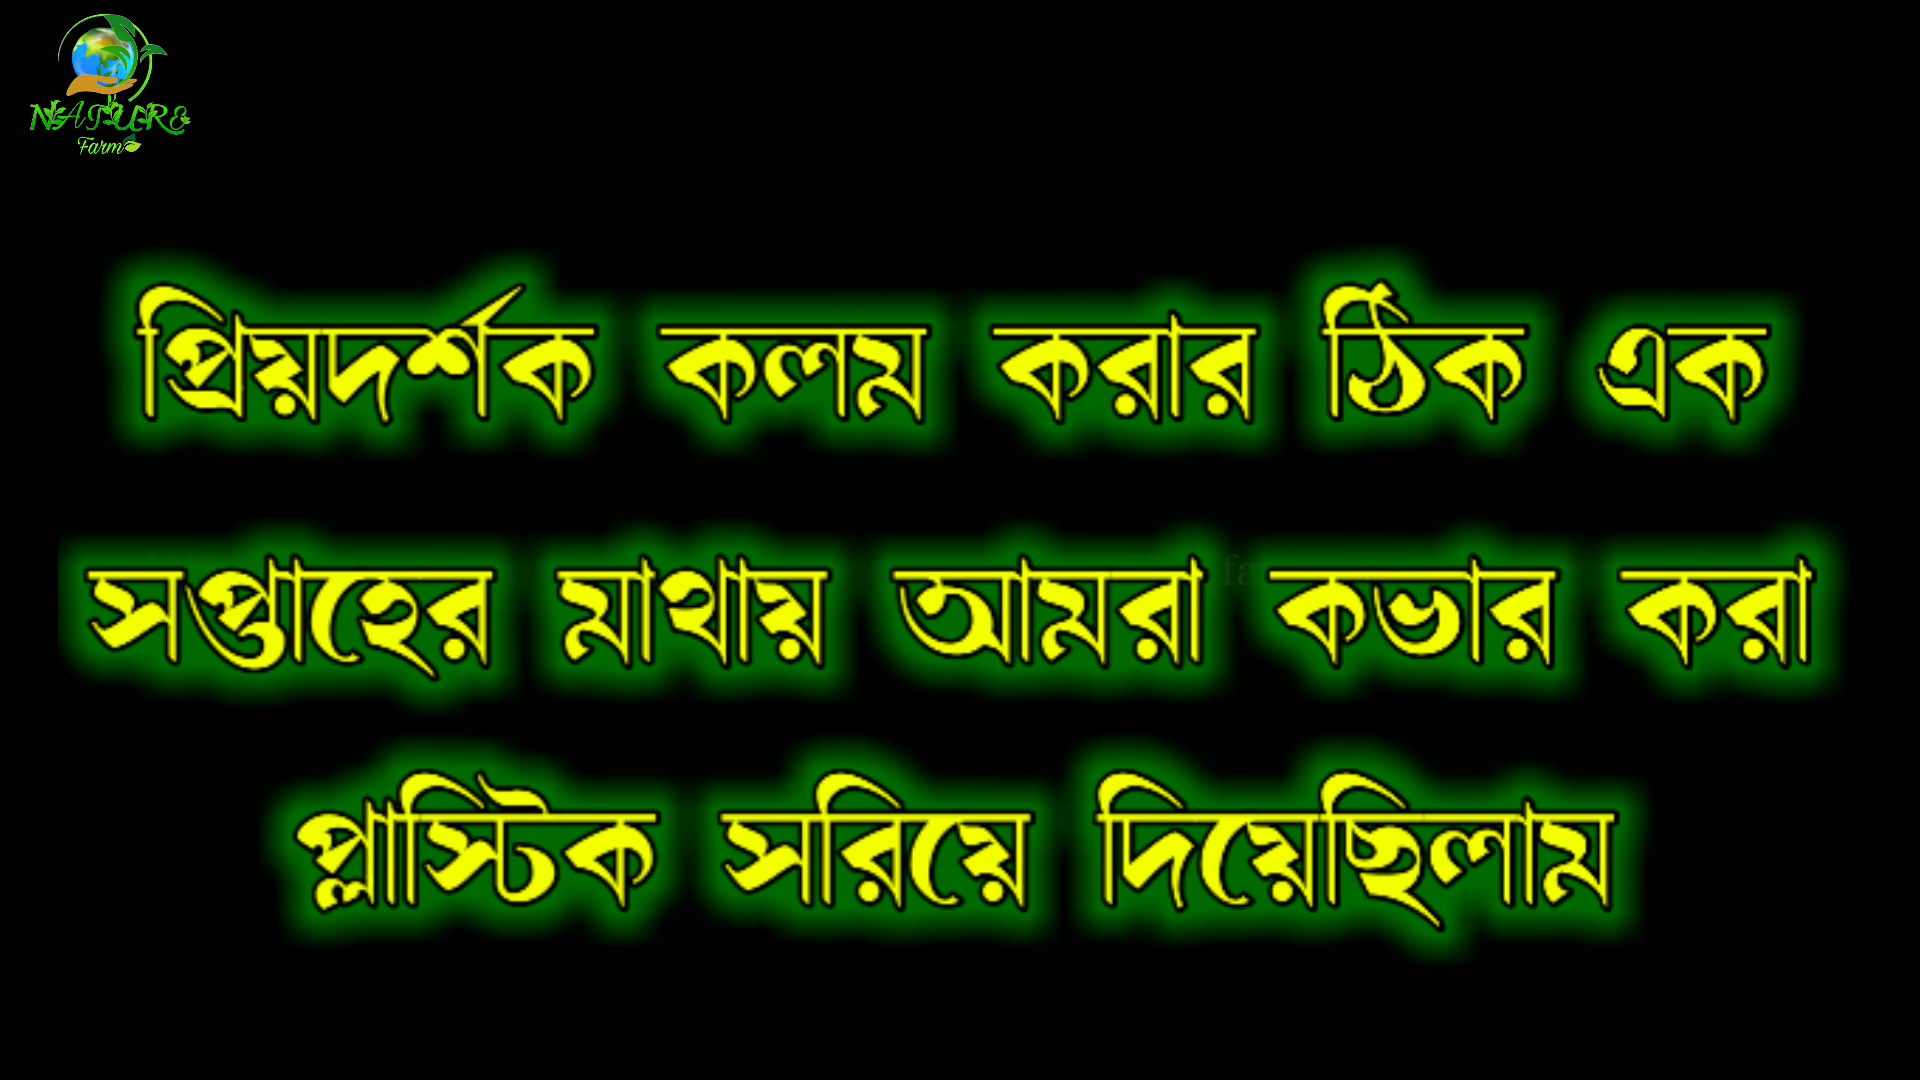 NATURE
Farm
প্রিয়দর্শক কলম করার ঠিক এক
সপ্তাহের মাথায় আমরা কভার করা
প্লাস্টিক সরিয়ে দিয়েছিলাম